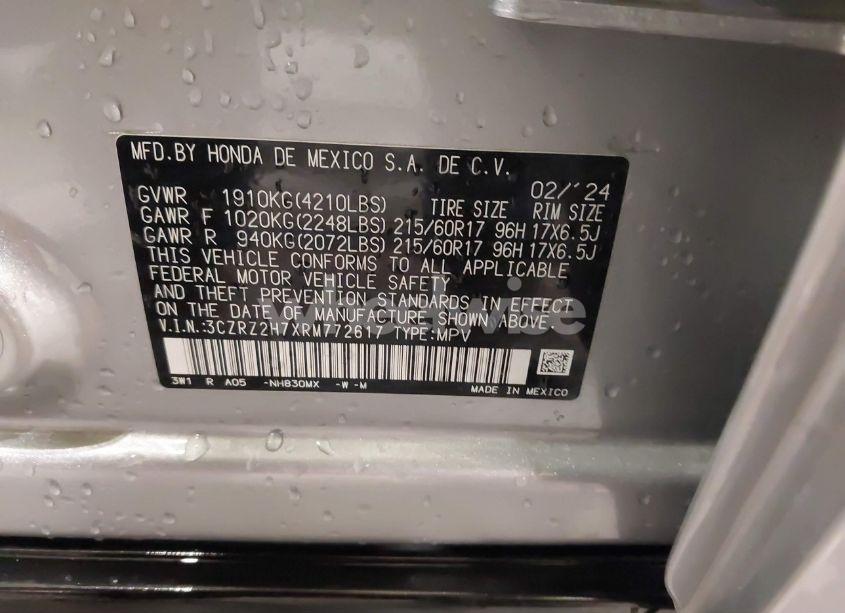 MFD.BY HONDA DE MEXICO S.A. DE C.V.
02/'24
GVWR 1910KG(4210LBS) TIRE SIZE RIM SIZE
GAWR F 1020KG(2248LBS) 215/60R17 96H 17X6.5J
GAWR R 940KG(2072LBS) 215/60R17 96H 17X6.5J
THIS VEHICLE CONFORMS TO ALL APPLICABLE
FEDERAL MOTOR VEHICLE SAFETY
AND THEFT PREVENTION STANDARDS IN EFFECT
ON THE DATE OF MANUFACTURE SHOWN ABOVE.
V.I.N.:3CZRZ2H7XRM772617 TYPE:MPV
3W1 R A05 -NH830MX -W -M
MADE IN MEXICO